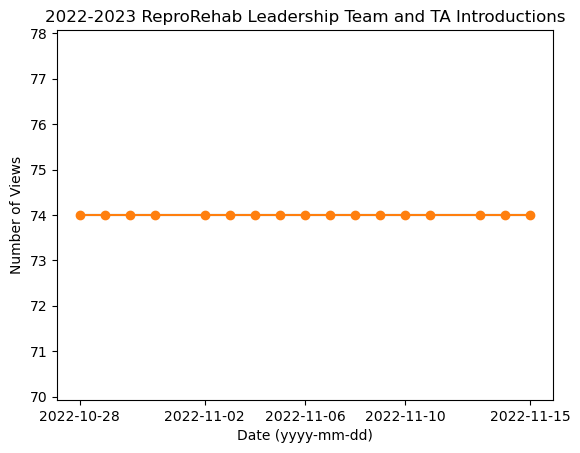 2022-2023 ReproRehab Leadership Team and TA Introductions
78
77
76
75
74
73
72
71
70
Number of Views
2022-10-28 2022-11-02 2022-11-06 2022-11-10 2022-11-15
Date (yyyy-mm-dd)